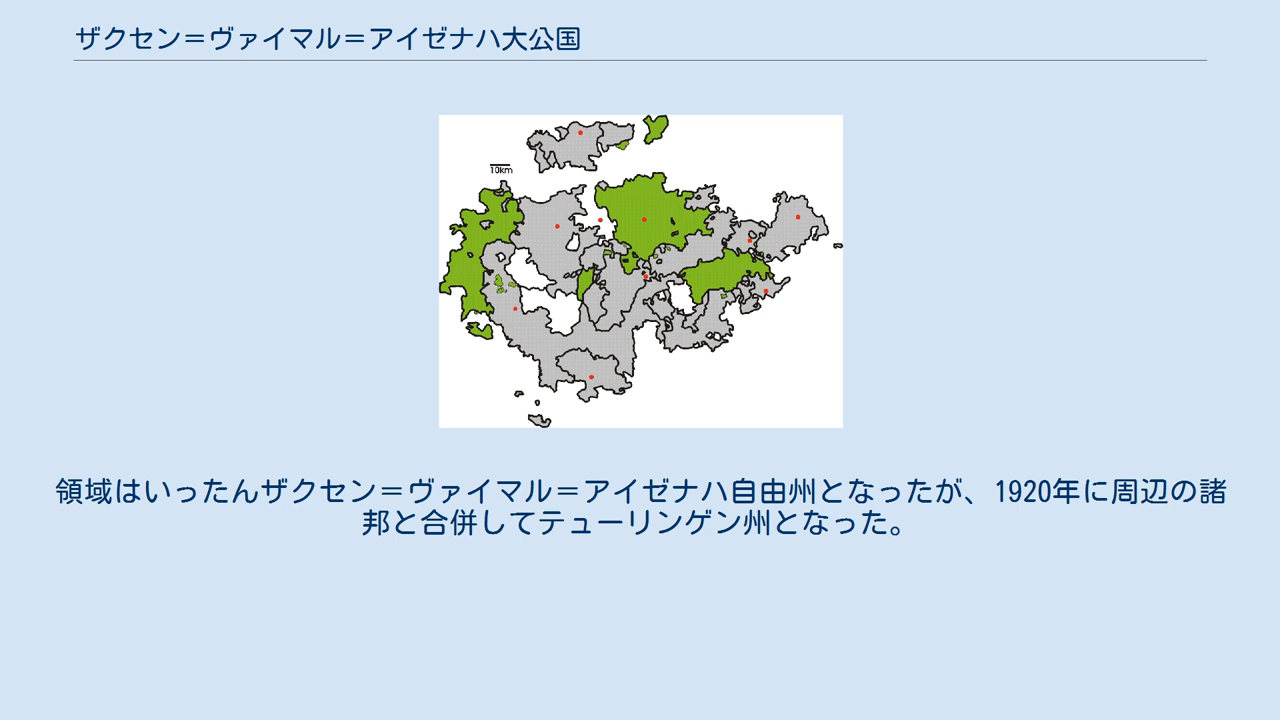 ザクセン＝ヴァイマル＝アイゼナハ大公国
10km
領域はいったんザクセン＝ヴァイマル＝アイゼナハ自由州となったが、1920年に周辺の諸
邦と合併してテューリンゲン州となった。